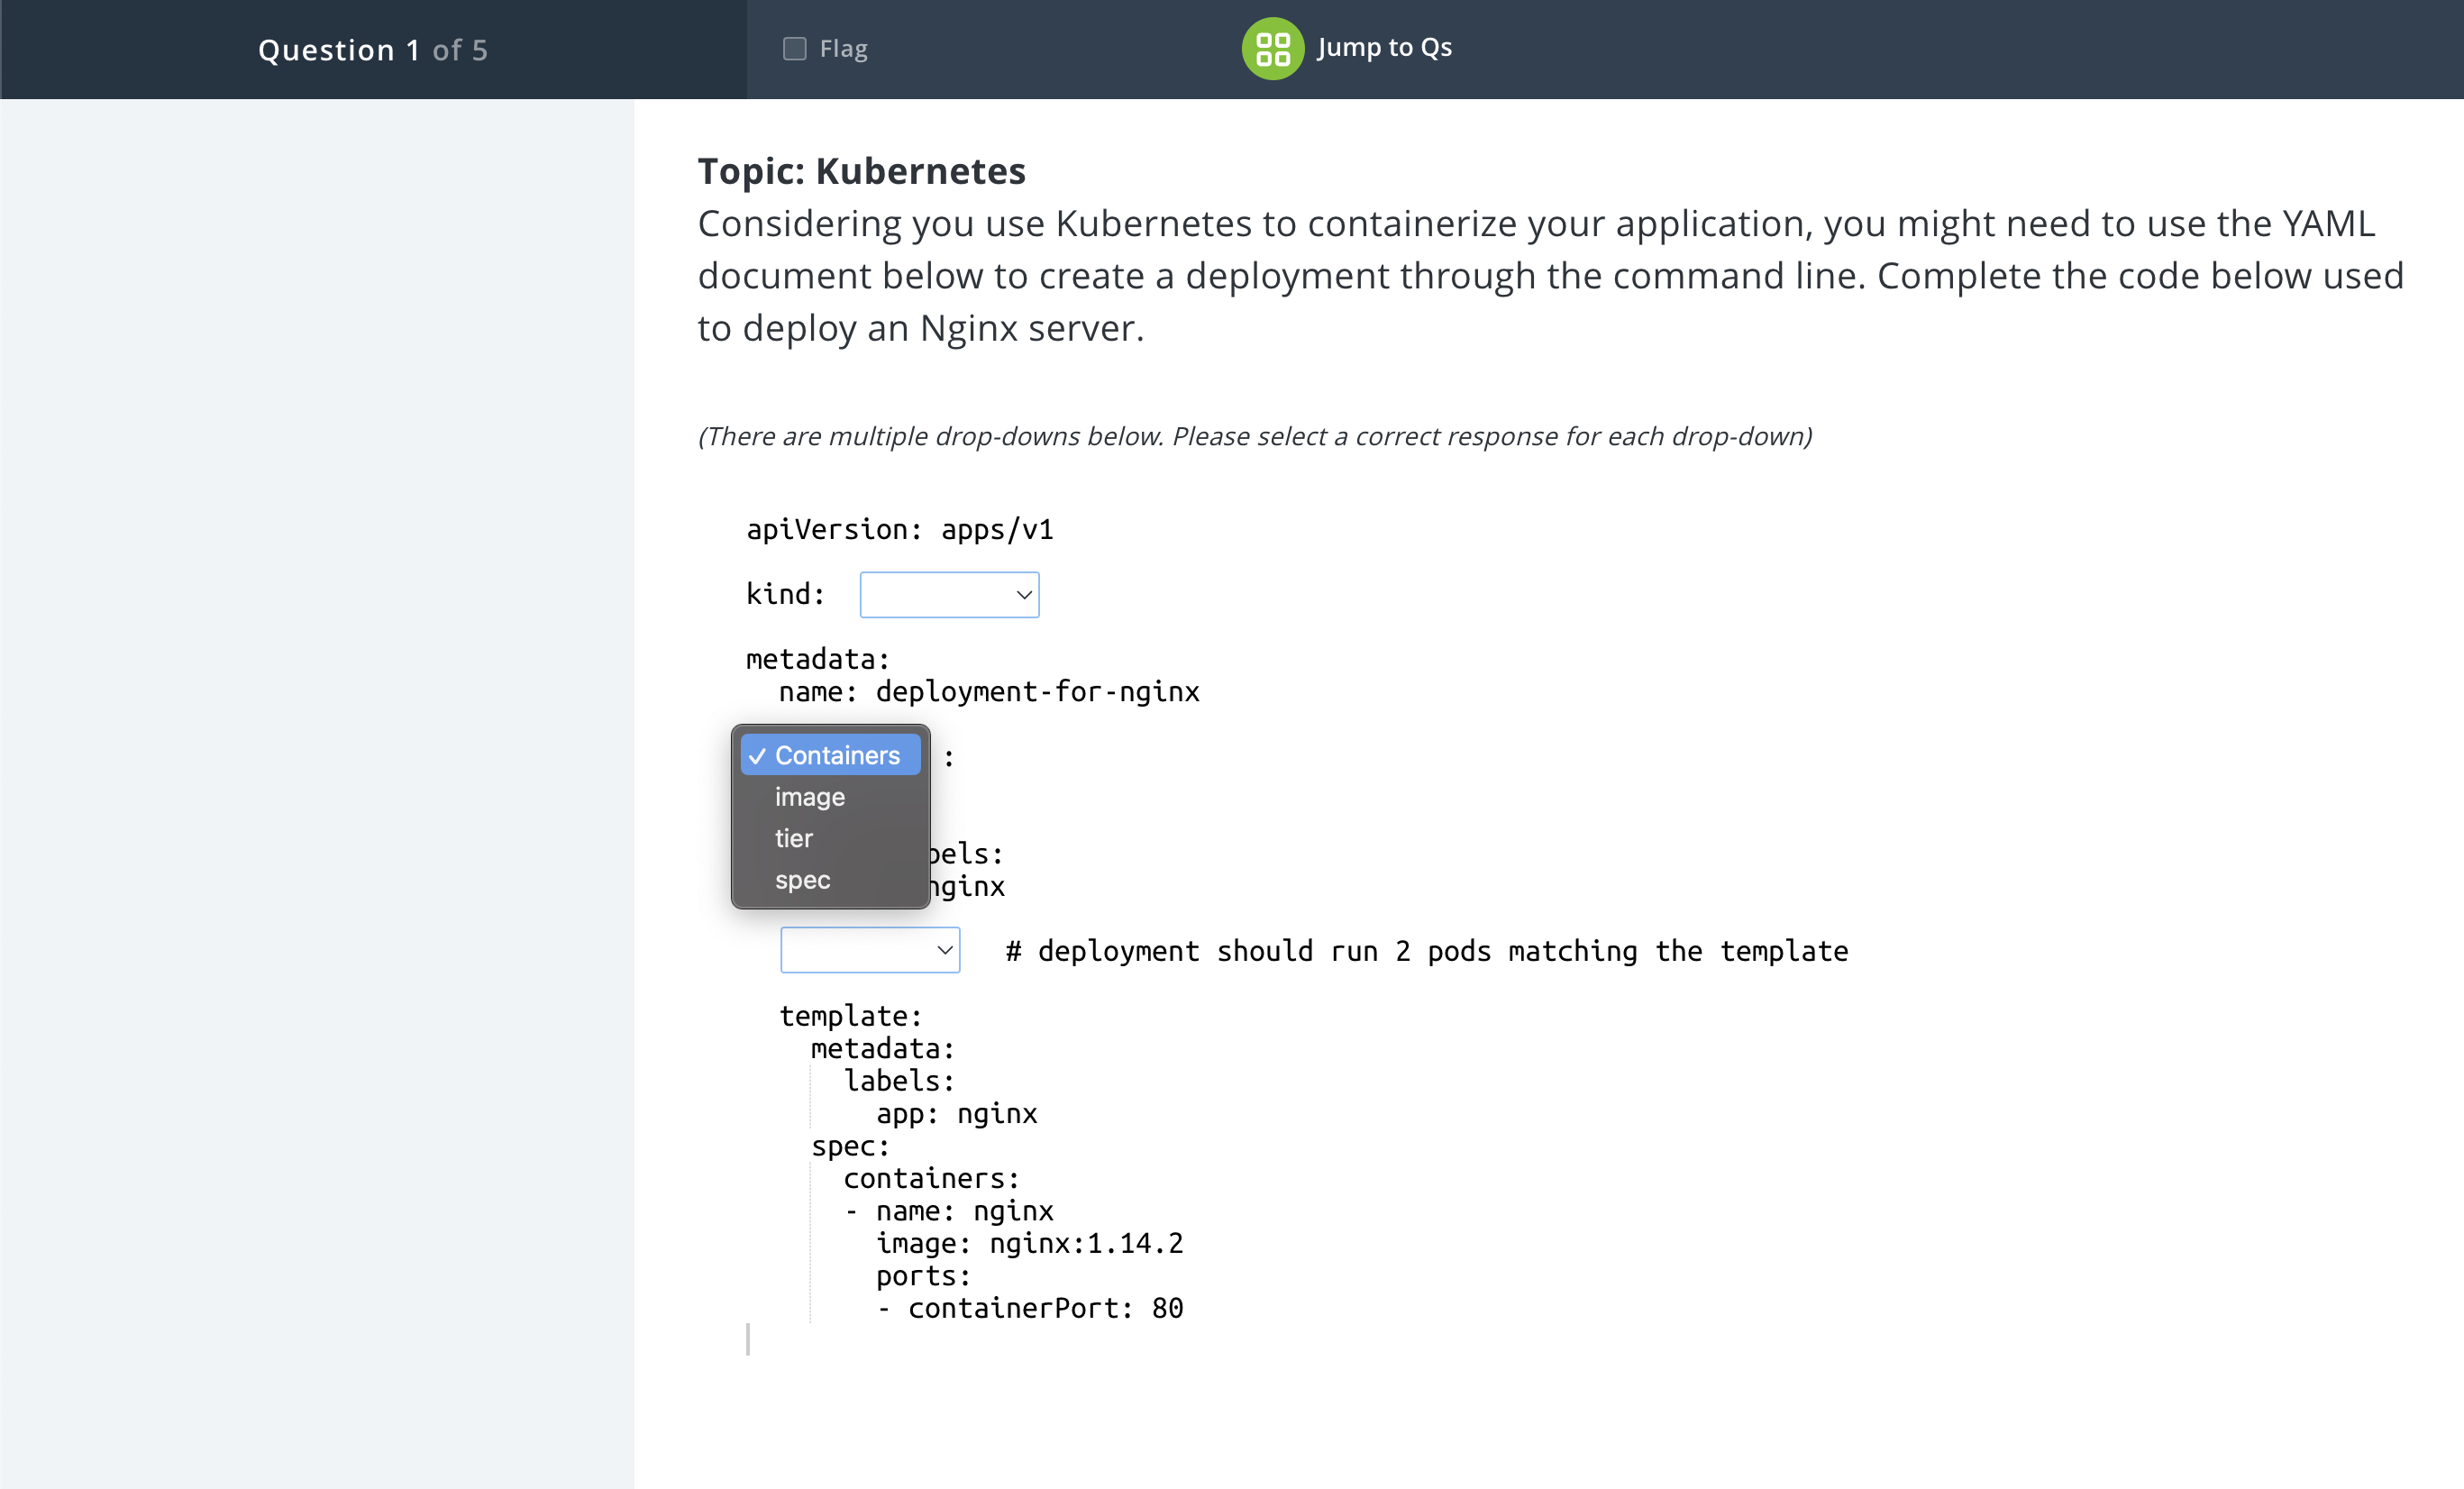 Question 1 of 5
Flag
Jump to Qs
Topic: Kubernetes
Considering you use Kubernetes to containerize your application, you might need to use the YAML
document below to create a deployment through the command line. Complete the code below used
to deploy an Nginx server.
(There are multiple drop-downs below. Please select a correct response for each drop-down)
apiVersion: apps/v1
kind:
metadata:
name: deployment-for-nginx
✓ Containers :
image
tier
spec
bels:
nginx
# deployment should run 2 pods matching the template
template:
metadata:
labels:
app: nginx
spec:
containers:
- name: nginx
image: nginx:1.14.2
ports:
- containerPort: 80